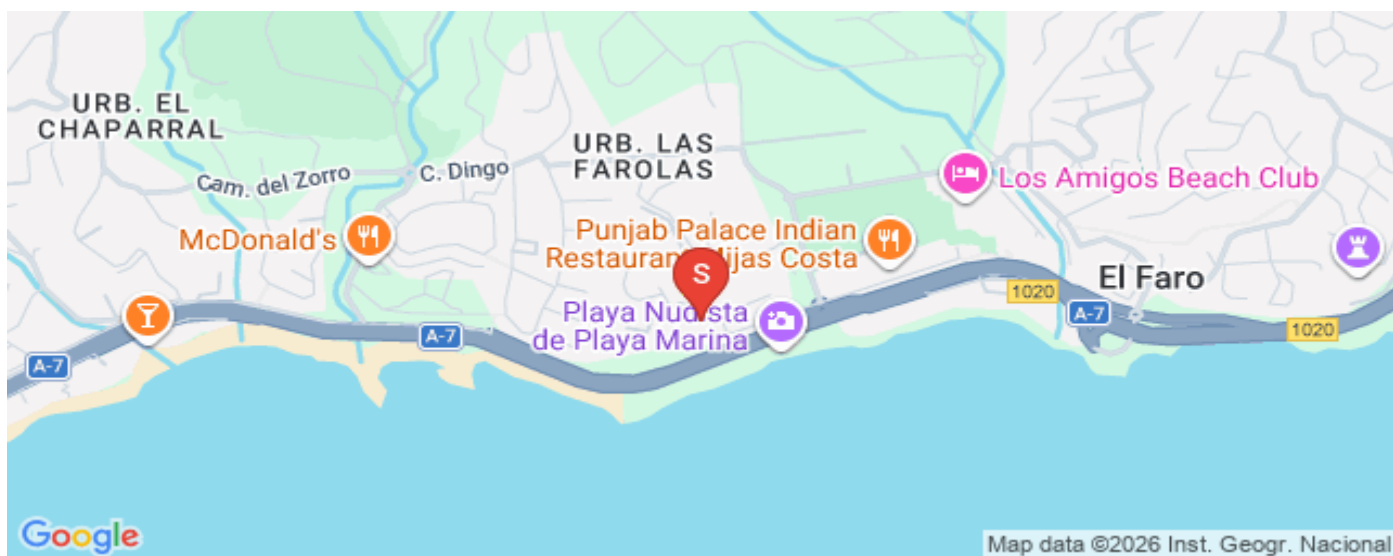 URB. EL
CHAPARRAL
URB. LAS
FAROLAS
Cam. del Zorro
C. Dingo
Los Amigos Beach Club
McDonald's
Punjab Palace Indian
Restaurant Mijas Costa
S
El Faro
1020
Playa Nudista
de Playa Marina
A-7
1020
A-7
A-7
Google
Map data ©2026 Inst. Geogr. Nacional